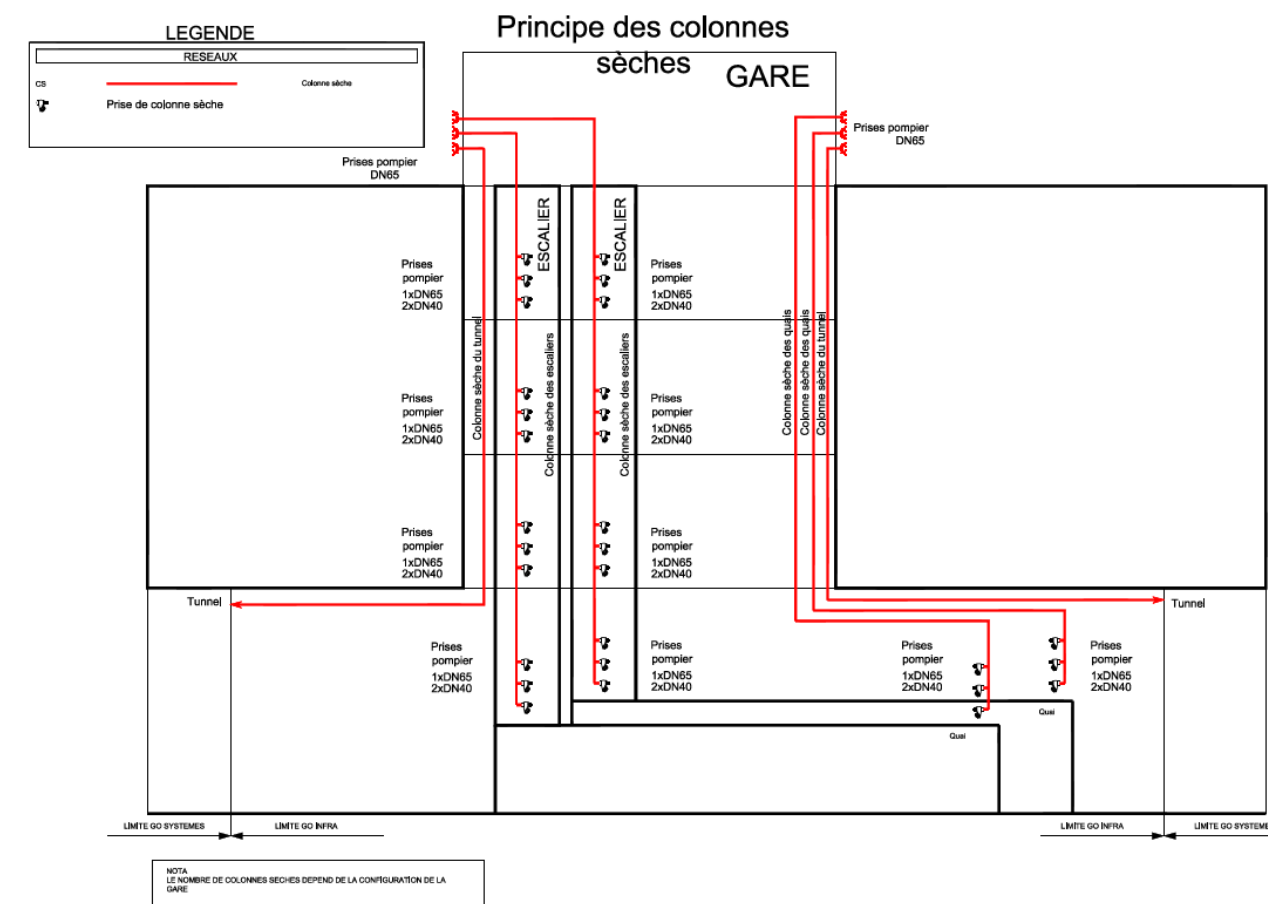 Principe des colonnes
sèches
GARE
LEGENDE
RESEAUX
CS
Colonne sèche
Prise de colonne sèche
Prises pompier
DN65
Prises pompier
DN65
ESCALIER
ESCALIER
Prises
pompier
1xDN65
2xDN40
Prises
pompier
1xDN65
2xDN40
Colonne sèche du tunnel
Colonne sèche des escaliers
Colonne sèche des escaliers
Colonne sèche des quais
Colonne sèche des quais
Colonne sèche du tunnel
Prises
pompier
1xDN65
2xDN40
Prises
pompier
1xDN65
2xDN40
Prises
pompier
1xDN65
2xDN40
Prises
pompier
1xDN65
2xDN40
Tunnel
Tunnel
Prises
pompier
1xDN65
2xDN40
Prises
pompier
1xDN65
2xDN40
Prises
pompier
1xDN65
2xDN40
Prises
pompier
1xDN65
2xDN40
Quai
Quai
LIMITE GO SYSTEMES
LIMITE GO INFRA
LIMITE GO INFRA
LIMITE GO SYSTEME
NOTA
LE NOMBRE DE COLONNES SECHES DEPEND DE LA CONFIGURATION DE LA
GARE